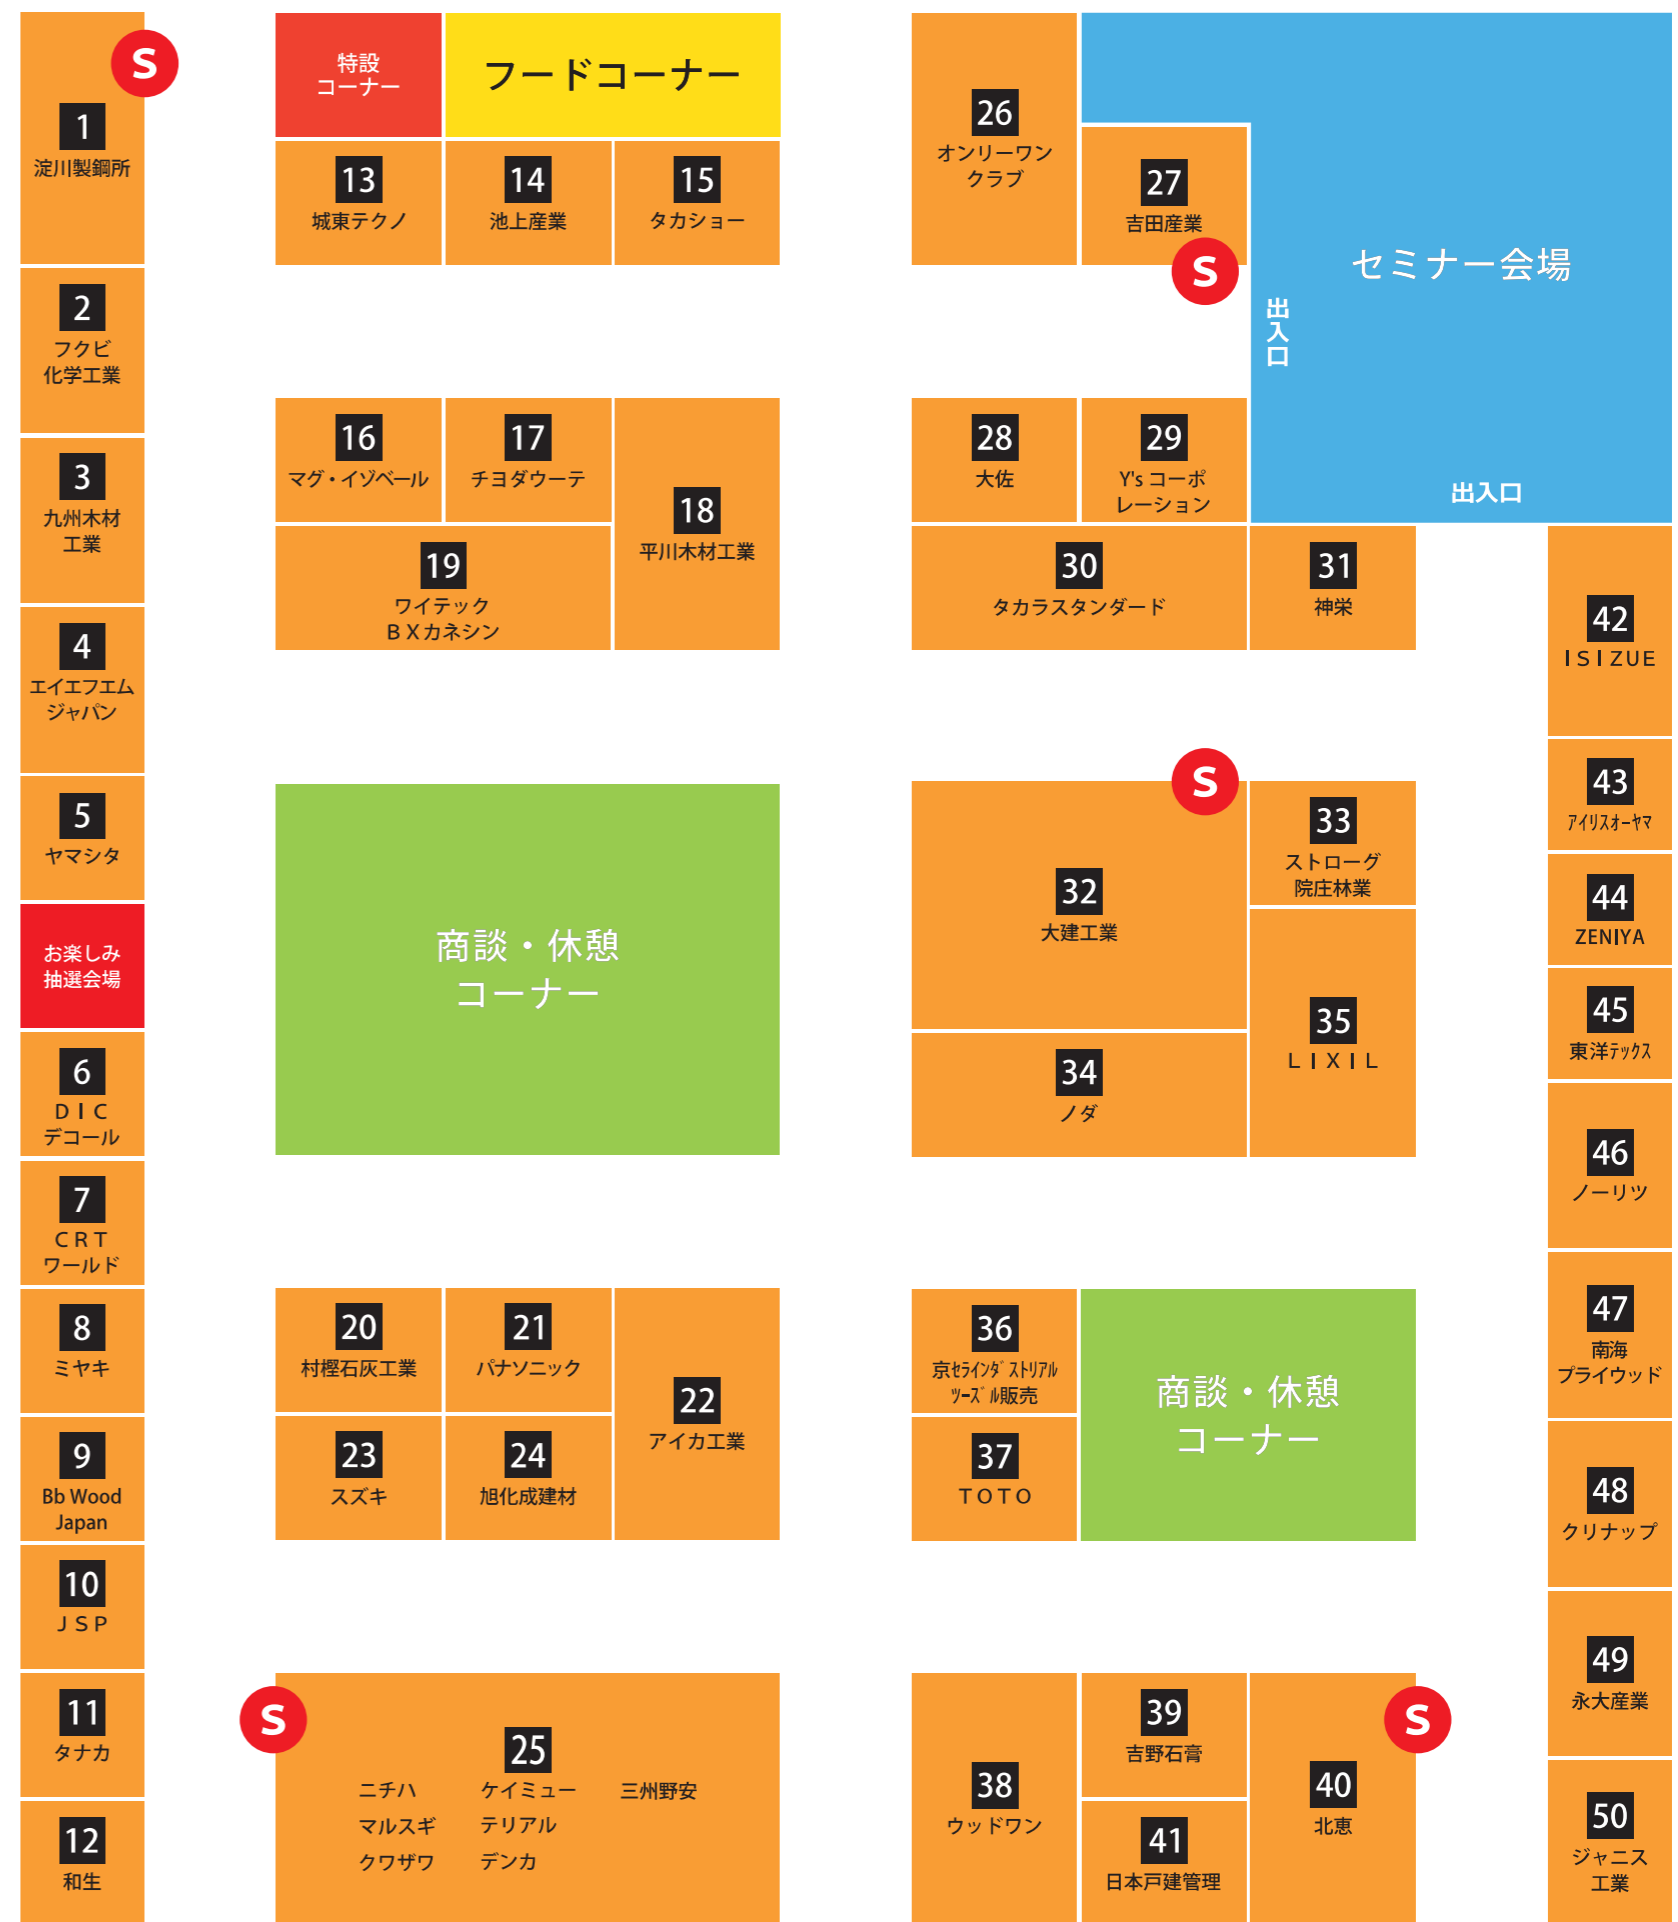 S
1
淀川製鋼所
2
フクビ
化学工業
3
九州木材
工業
4
エイエフエム
ジャパン
5
ヤマシタ
お楽しみ
抽選会場
6
ＤＩＣ
デコール
7
ＣＲＴ
ワールド
8
ミヤキ
9
Bb Wood
Japan
10
ＪＳＰ
11
タナカ
12
和生
特設
コーナー
フードコーナー
13
城東テクノ
14
池上産業
15
タカショー
16
マグ・イゾベール
17
チヨダウーテ
18
平川木材工業
19
ワイテック
ＢＸカネシン
商談・休憩
コーナー
20
村樫石灰工業
21
パナソニック
22
アイカ工業
23
スズキ
24
旭化成建材
S
25
ニチハ ケイミュー 三州野安
マルスギ テリアル
クワザワ デンカ
26
オンリーワン
クラブ
27
吉田産業
S
セミナー会場
出入口
出入口
28
大佐
29
Y's コーポ
レーション
30
タカラスタンダード
31
神栄
S
32
大建工業
33
ストローグ
院庄林業
34
ノダ
35
ＬＩＸＩＬ
36
京ｾﾗｲﾝﾀﾞｽﾄﾘｱﾙ
ﾂｰｽﾞﾙ販売
37
ＴＯＴＯ
商談・休憩
コーナー
38
ウッドワン
39
吉野石膏
40
北恵
S
41
日本戸建管理
42
ＩＳＩＺＵＥ
43
ｱｲﾘｽｵｰﾔﾏ
44
ZENIYA
45
東洋ﾃｯｸｽ
46
ノーリツ
47
南海
プライウッド
48
クリナップ
49
永大産業
50
ジャニス
工業